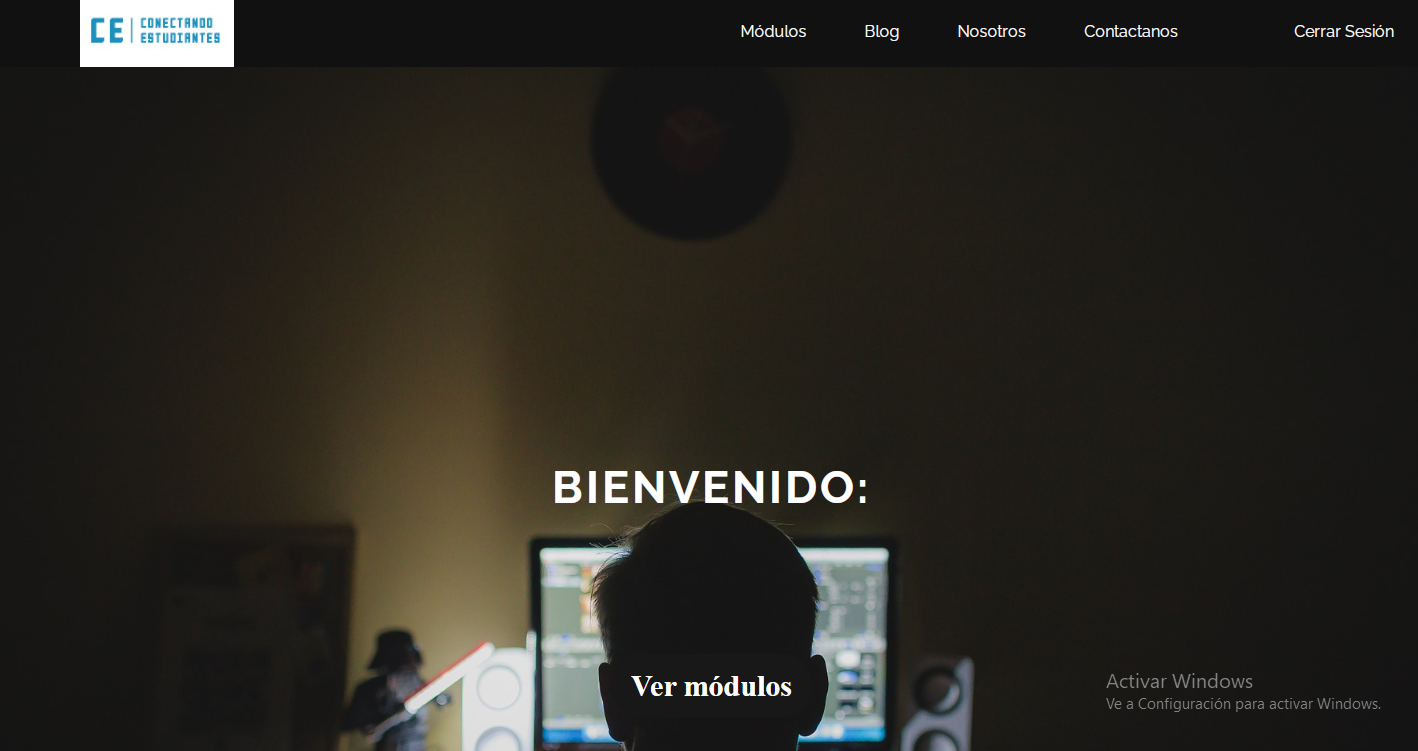 CE | CONECTANDO
ESTUDIANTES
Módulos
Blog
Nosotros
Contactanos
Cerrar Sesión
BIENVENIDO:
Ver módulos
Activar Windows
Ve a Configuración para activar Windows.